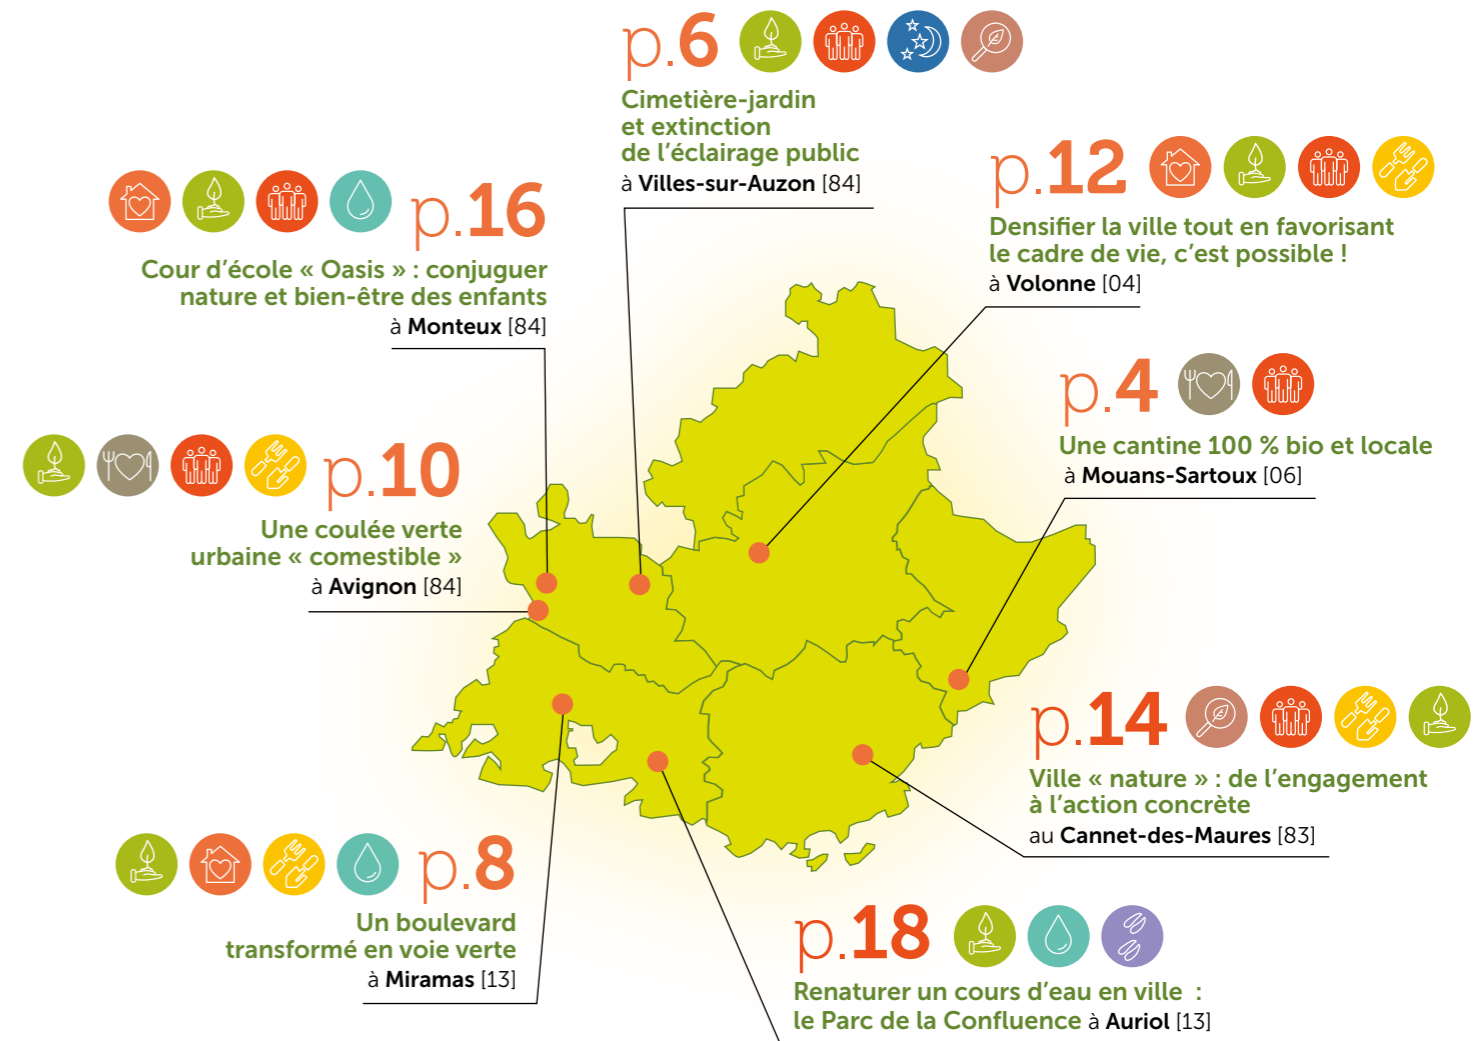 p.6
Cimetière-jardin
et extinction
de l'éclairage public
à Villes-sur-Auzon [84]
p.12
Densifier la ville tout en favorisant
le cadre de vie, c'est possible !
à Volonne [04]
p.16
Cour d'école « Oasis » : conjuguer
nature et bien-être des enfants
à Monteux [84]
p.4
Une cantine 100 % bio et locale
à Mouans-Sartoux [06]
p.10
Une coulée verte
urbaine « comestible »
à Avignon [84]
p.14
Ville « nature » : de l'engagement
à l'action concrète
au Cannet-des-Maures [83]
p.8
Un boulevard
transformé en voie verte
à Miramas [13]
p.18
Renaturer un cours d'eau en ville :
le Parc de la Confluence à Auriol [13]